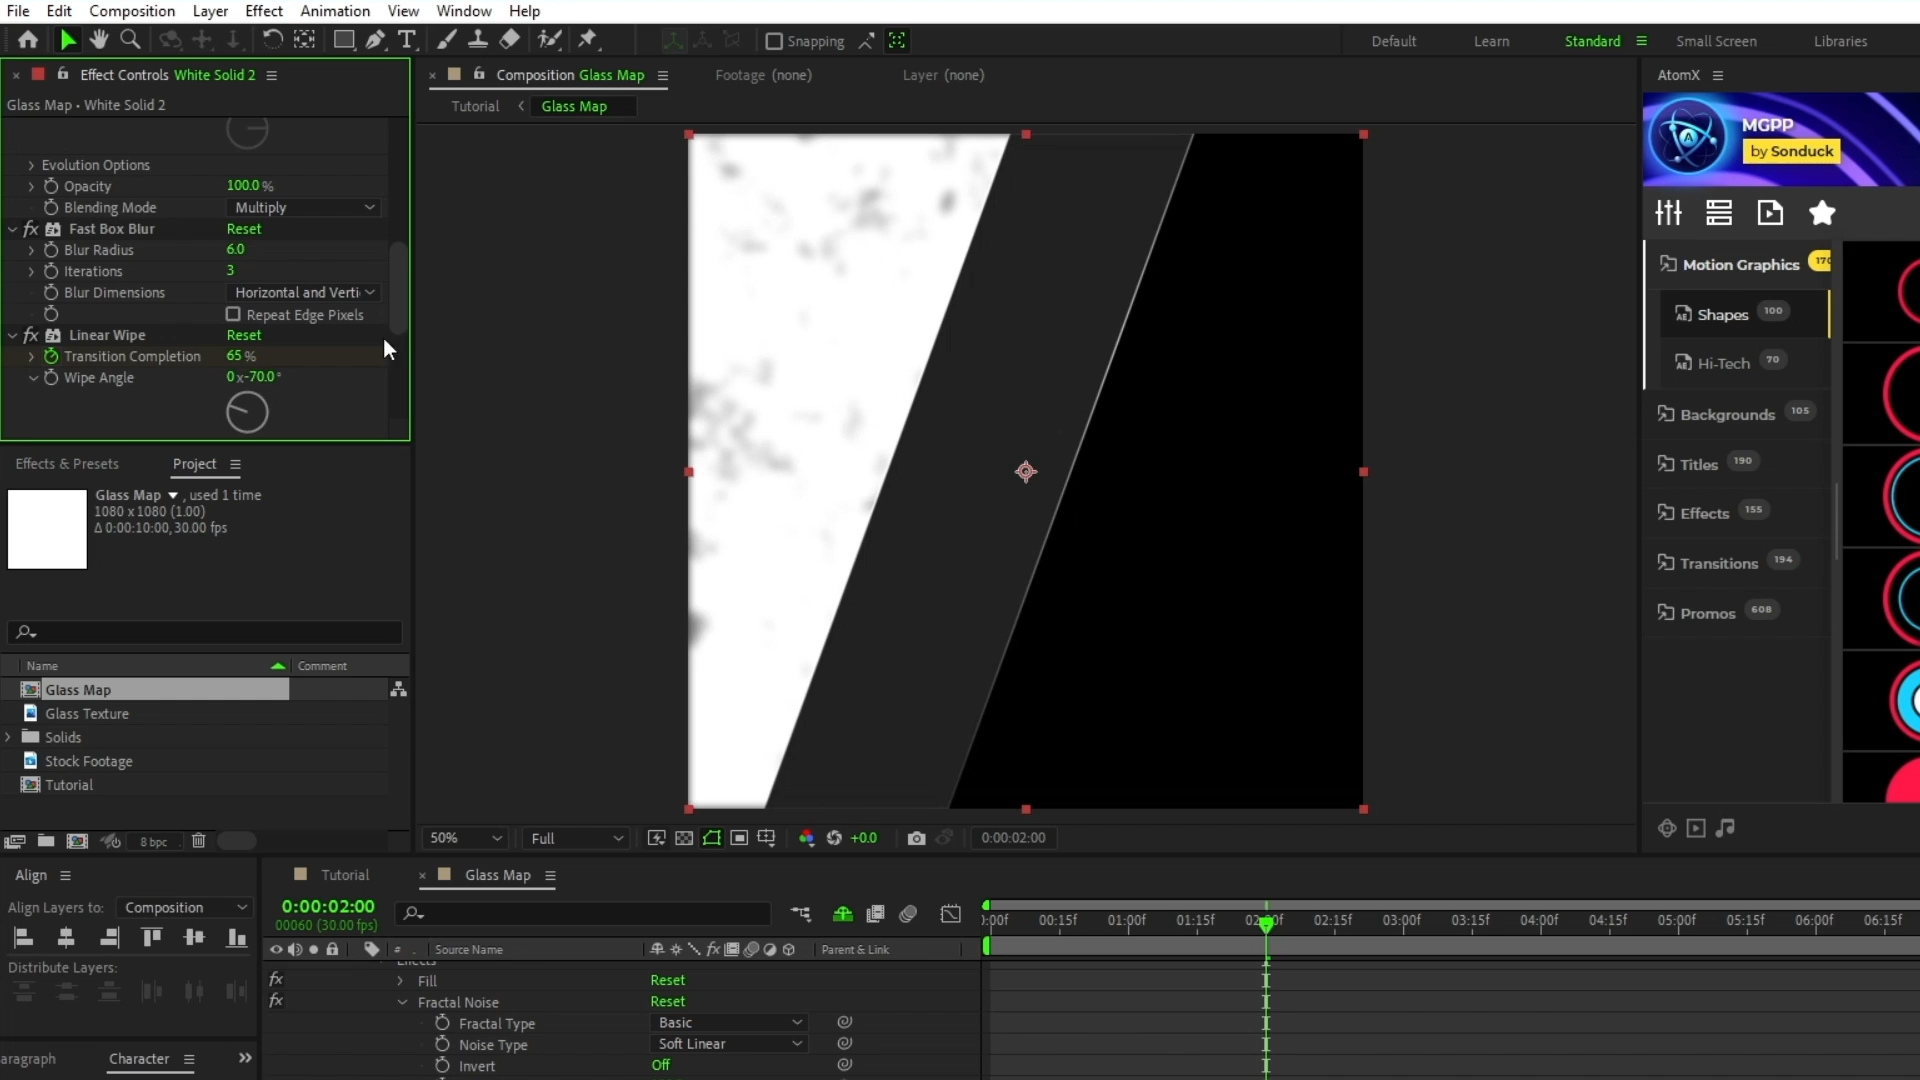 File Edit Composition Layer Effect Animation View Window Help
Snapping
Default Learn Standard Small Screen Libraries
Effect Controls White Solid 2
Glass Map • White Solid 2
Evolution Options
Opacity 100.0 %
Blending Mode Multiply
fx Fast Box Blur Reset
Blur Radius 6.0
Iterations 3
Blur Dimensions Horizontal and Verti
Repeat Edge Pixels
fx Linear Wipe Reset
Transition Completion 65 %
Wipe Angle 0 x -70.0 °
Composition Glass Map Footage (none) Layer (none)
Tutorial Glass Map
50% Full +0.0 0:00:02:00
AtomX
MGPP
by Sonduck
Motion Graphics 170
Shapes 100
Hi-Tech 70
Backgrounds 105
Titles 190
Effects 155
Transitions 194
Promos 608
Effects & Presets Project
Glass Map , used 1 time
1080 x 1080 (1.00)
Δ 0:00:10:00, 30.00 fps
Name Comment
Glass Map
Glass Texture
Solids
Stock Footage
Tutorial
8 bpc
Align
Align Layers to: Composition
Distribute Layers:
aragraph Character
Tutorial Glass Map
0:00:02:00
00060 (30.00 fps)
# Source Name fx Parent & Link
fx Fill Reset
fx Fractal Noise Reset
Fractal Type Basic
Noise Type Soft Linear
Invert Off
:00f 00:15f 01:00f 01:15f 02:00f 02:15f 03:00f 03:15f 04:00f 04:15f 05:00f 05:15f 06:00f 06:15f